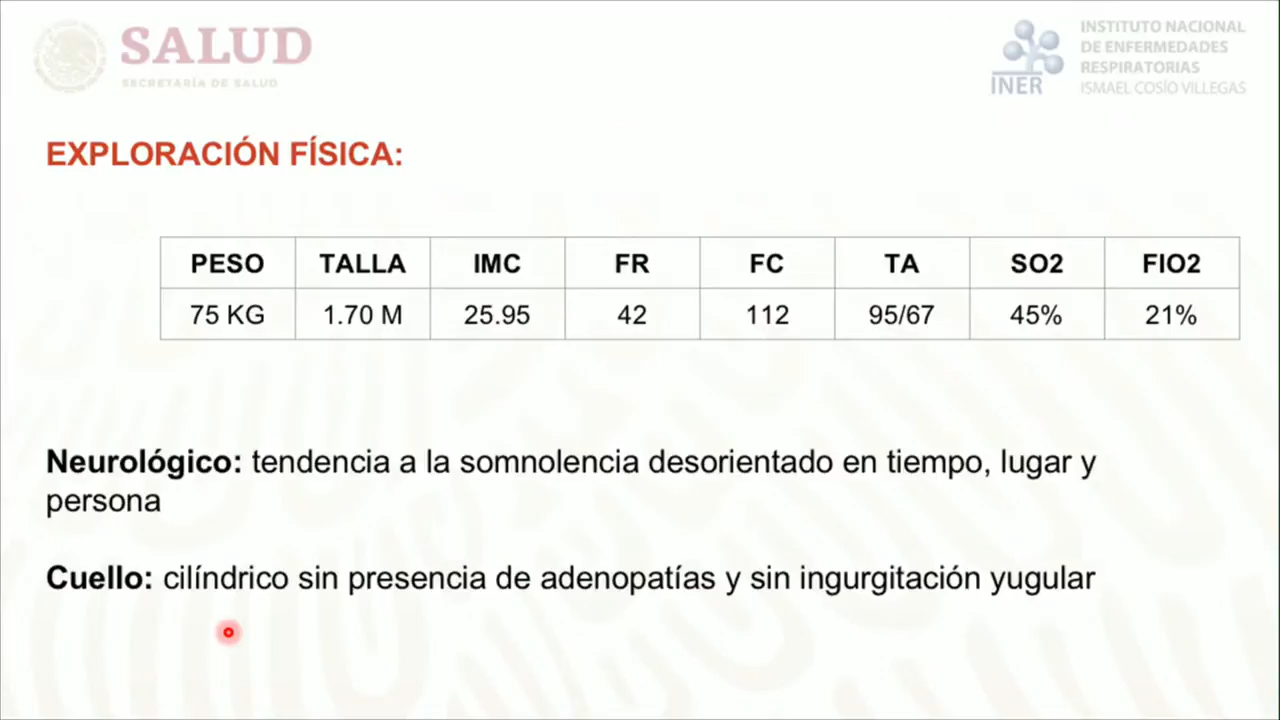 SALUD
SECRETARÍA DE SALUD
INER
INSTITUTO NACIONAL
DE ENFERMEDADES
RESPIRATORIAS
ISMAEL COSÍO VILLEGAS
EXPLORACIÓN FÍSICA:
PESO TALLA IMC FR FC TA SO2 FIO2
75 KG 1.70 M 25.95 42 112 95/67 45% 21%
Neurológico: tendencia a la somnolencia desorientado en tiempo, lugar y
persona
Cuello: cilíndrico sin presencia de adenopatías y sin ingurgitación yugular